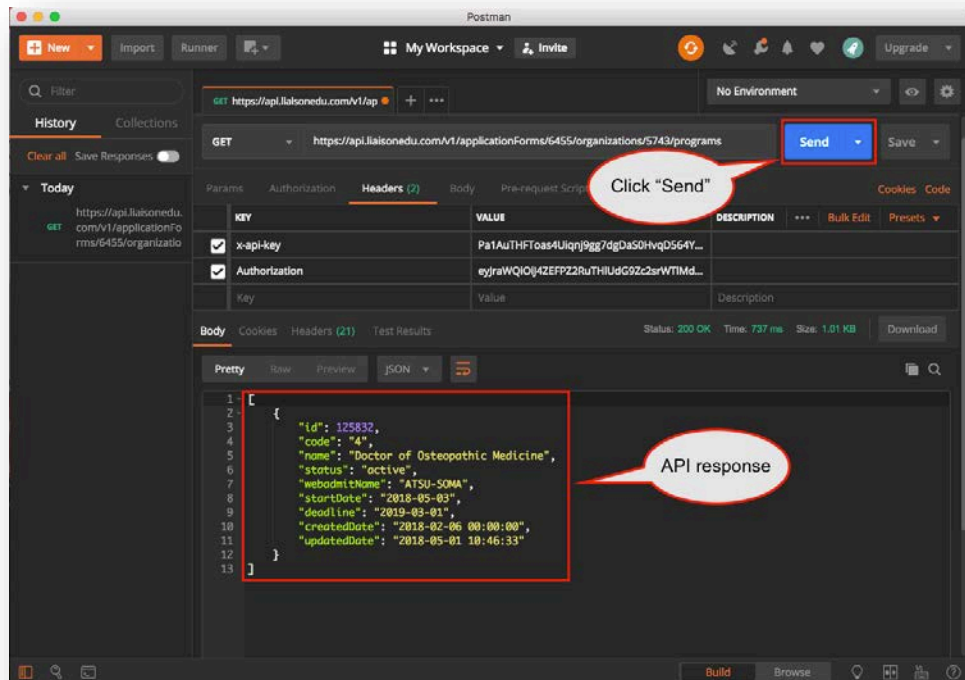 Postman
New Import Runner My Workspace Invite Upgrade
Filter
History Collections
Clear all Save Responses
Today
GET https://api.liaisonedu.
com/v1/applicationFo
rms/6455/organizatio
GET https://api.liaisonedu.com/v1/ap
No Environment
GET https://api.liaisonedu.com/v1/applicationForms/6455/organizations/5743/programs Send Save
Click “Send”
Params Authorization Headers (2) Body Pre-request Script Cookies Code
KEY VALUE DESCRIPTION Bulk Edit Presets
x-api-key
Authorization
Key Value Description
Body Cookies Headers (21) Test Results Status: 200 OK Time: 737 ms Size: 1.01 KB Download
Pretty Raw Preview JSON
1 [
2 {
3 "id": 125832,
4 "code": "4",
5 "name": "Doctor of Osteopathic Medicine",
6 "status": "active",
7 "webadmitName": "ATSU-SOMA",
8 "startDate": "2018-05-03",
9 "deadline": "2019-03-01",
10 "createdDate": "2018-02-06 00:00:00",
11 "updatedDate": "2018-05-01 10:46:33"
12 }
13 ]
API response
Build Browse